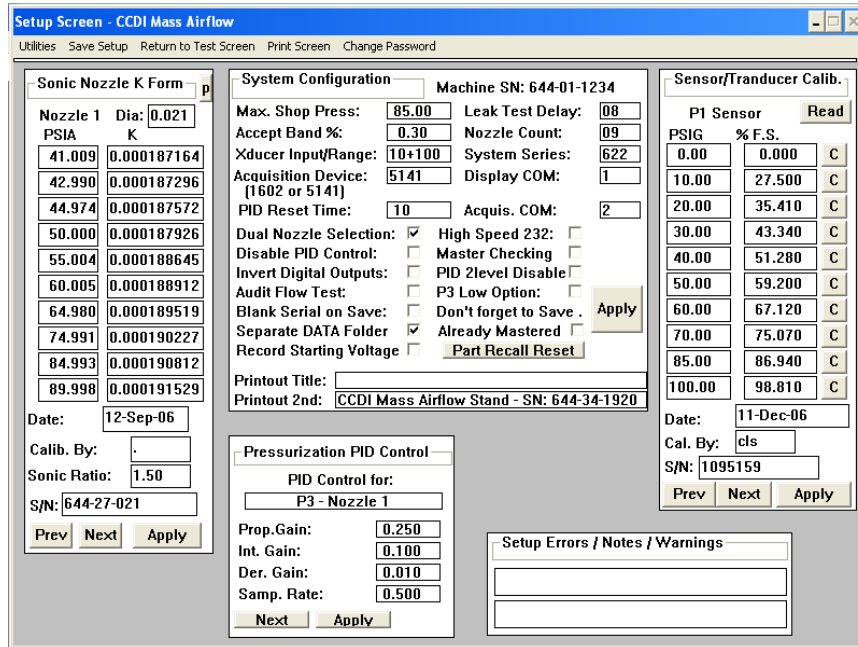 Setup Screen - CCDI Mass Airflow
Utilities Save Setup Return to Test Screen Print Screen Change Password
Sonic Nozzle K Form p
Nozzle 1 Dia: 0.021
PSIA K
41.009 0.000187164
42.990 0.000187296
44.974 0.000187572
50.000 0.000187926
55.004 0.000188645
60.005 0.000188912
64.980 0.000189519
74.991 0.000190227
84.993 0.000190812
89.998 0.000191529
Date: 12-Sep-06
Calib. By: .
Sonic Ratio: 1.50
S/N: 644-27-021
Prev Next Apply
System Configuration Machine SN: 644-01-1234
Max. Shop Press: 85.00 Leak Test Delay: 08
Accept Band %: 0.30 Nozzle Count: 09
Xducer Input/Range: 10+100 System Series: 622
Acquisition Device: 5141 Display COM: 1
(1602 or 5141)
PID Reset Time: 10 Acquis. COM: 2
Dual Nozzle Selection: High Speed 232:
Disable PID Control: Master Checking
Invert Digital Outputs: PID 2level Disable
Audit Flow Test: P3 Low Option:
Blank Serial on Save: Don't forget to Save . Apply
Separate DATA Folder Already Mastered
Record Starting Voltage Part Recall Reset
Printout Title:
Printout 2nd: CCDI Mass Airflow Stand - SN: 644-34-1920
Pressurization PID Control
PID Control for:
P3 - Nozzle 1
Prop.Gain: 0.250
Int. Gain: 0.100
Der. Gain: 0.010
Samp. Rate: 0.500
Next Apply
Sensor/Tranducer Calib.
P1 Sensor Read
PSIG % F.S.
0.00 0.000 C
10.00 27.500 C
20.00 35.410 C
30.00 43.340 C
40.00 51.280 C
50.00 59.200 C
60.00 67.120 C
70.00 75.070 C
85.00 86.940 C
100.00 98.810 C
Date: 11-Dec-06
Cal. By: cls
S/N: 1095159
Prev Next Apply
Setup Errors / Notes / Warnings